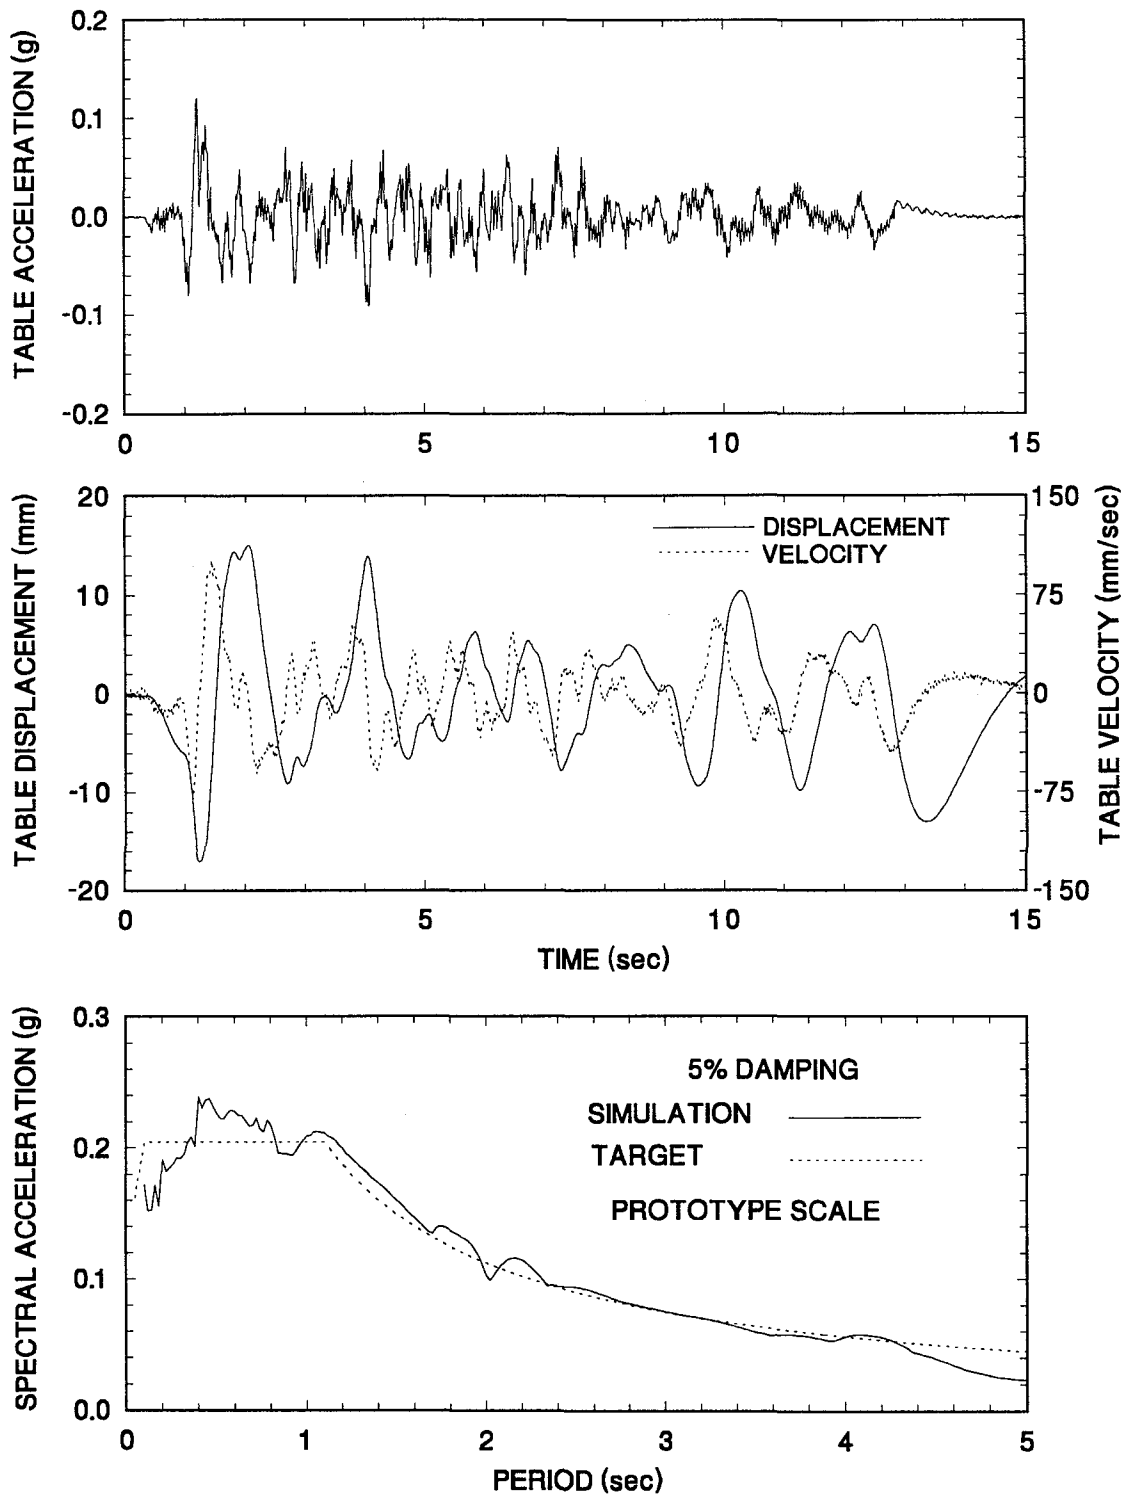 TABLE ACCELERATION (g)
0.2
0.1
0.0
-0.1
-0.2
0
5
10
15
TABLE DISPLACEMENT (mm)
20
10
0
-10
-20
DISPLACEMENT
VELOCITY
150
75
0
-75
-150
TABLE VELOCITY (mm/sec)
0
5
10
15
TIME (sec)
SPECTRAL ACCELERATION (g)
0.3
0.2
0.1
0.0
5% DAMPING
SIMULATION
TARGET
PROTOTYPE SCALE
0
1
2
3
4
5
PERIOD (sec)